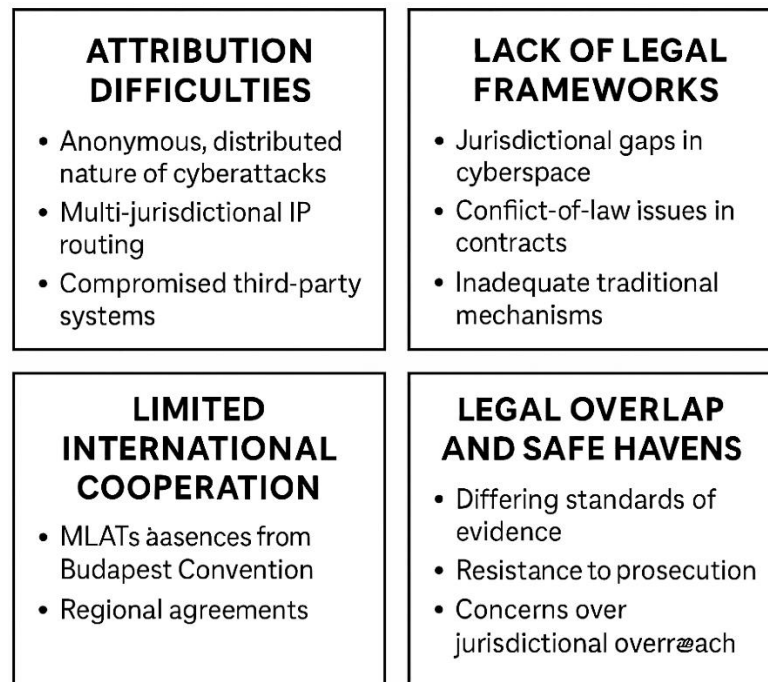 ATTRIBUTION
DIFFICULTIES
• Anonymous, distributed
nature of cyberattacks
• Multi-jurisdictional IP
routing
• Compromised third-party
systems
LACK OF LEGAL
FRAMEWORKS
• Jurisdictional gaps in
cyberspace
• Conflict-of-law issues in
contracts
• Inadequate traditional
mechanisms
LIMITED
INTERNATIONAL
COOPERATION
• MLATs from
Budapest Convention
• Regional agreements
LEGAL OVERLAP
AND SAFE HAVENS
• Differing standards of
evidence
• Resistance to prosecution
• Concerns over
jurisdictional